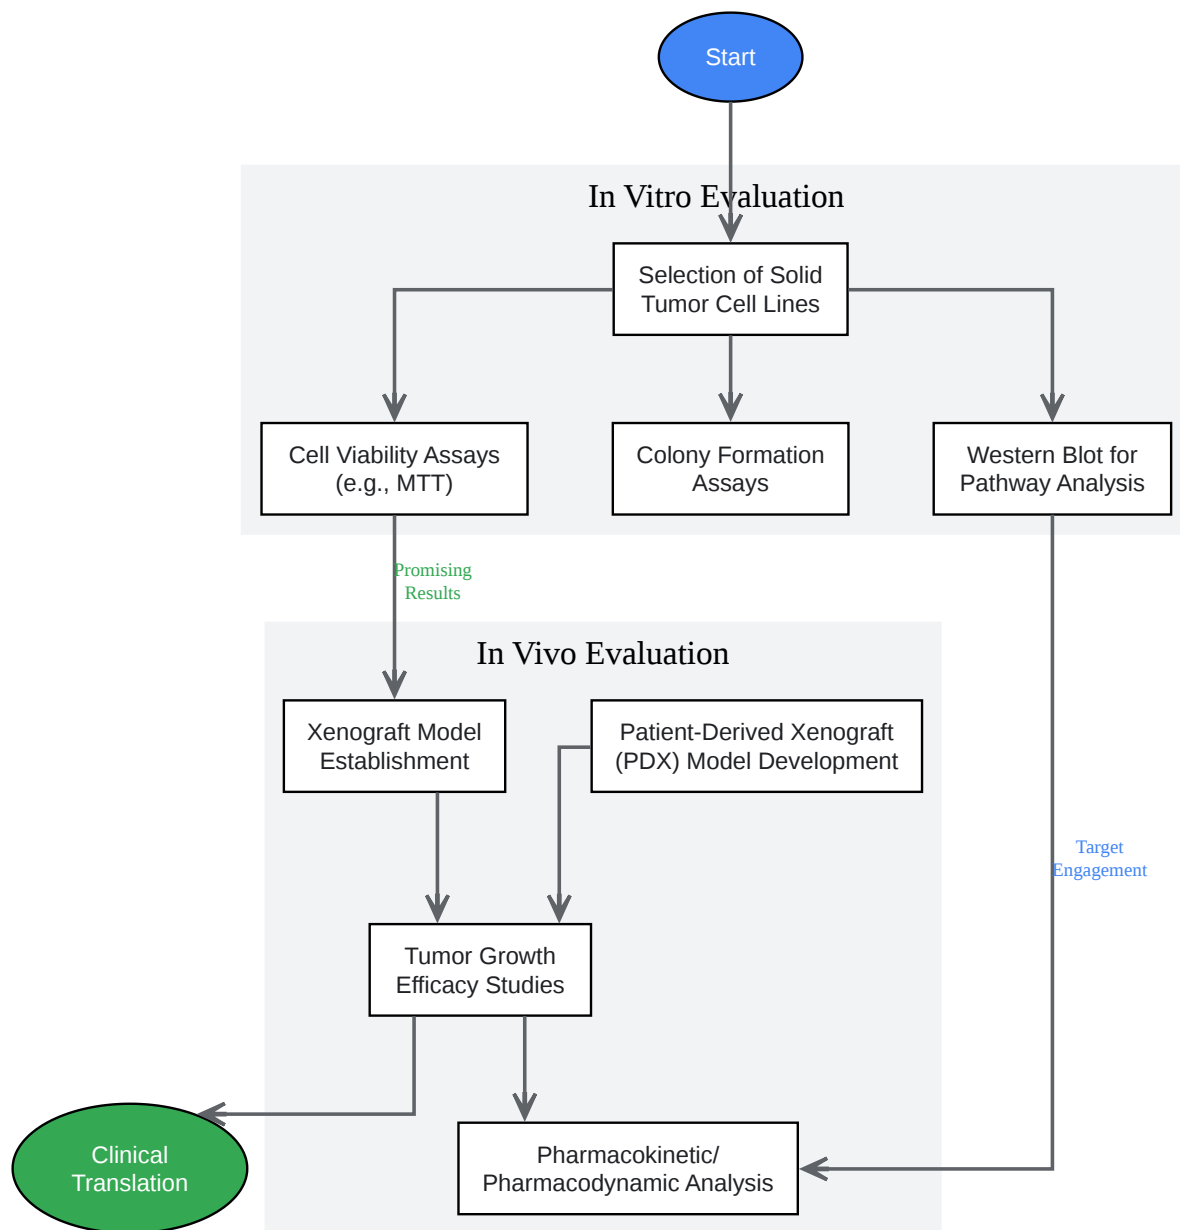 Start
In Vitro Evaluation
Selection of Solid
Tumor Cell Lines
Cell Viability Assays
(e.g., MTT)
Colony Formation
Assays
Western Blot for
Pathway Analysis
Promising
Results
In Vivo Evaluation
Xenograft Model
Establishment
Patient-Derived Xenograft
(PDX) Model Development
Target
Engagement
Tumor Growth
Efficacy Studies
Clinical
Translation
Pharmacokinetic/
Pharmacodynamic Analysis